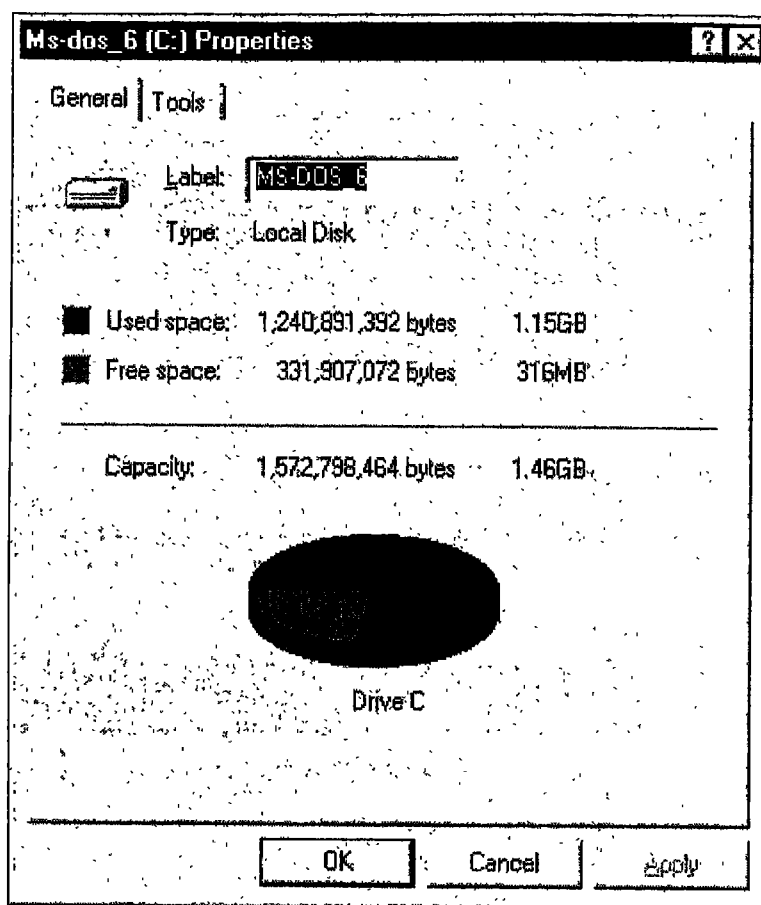 Ms-dos_6 (C:) Properties ? ×
General Tools
Label: MS-DOS_6
Type: Local Disk
Used space: 1,240,891,392 bytes 1.15GB
Free space: 331,907,072 bytes 316MB
Capacity: 1,572,798,464 bytes 1.46GB
Drive C
OK Cancel Apply